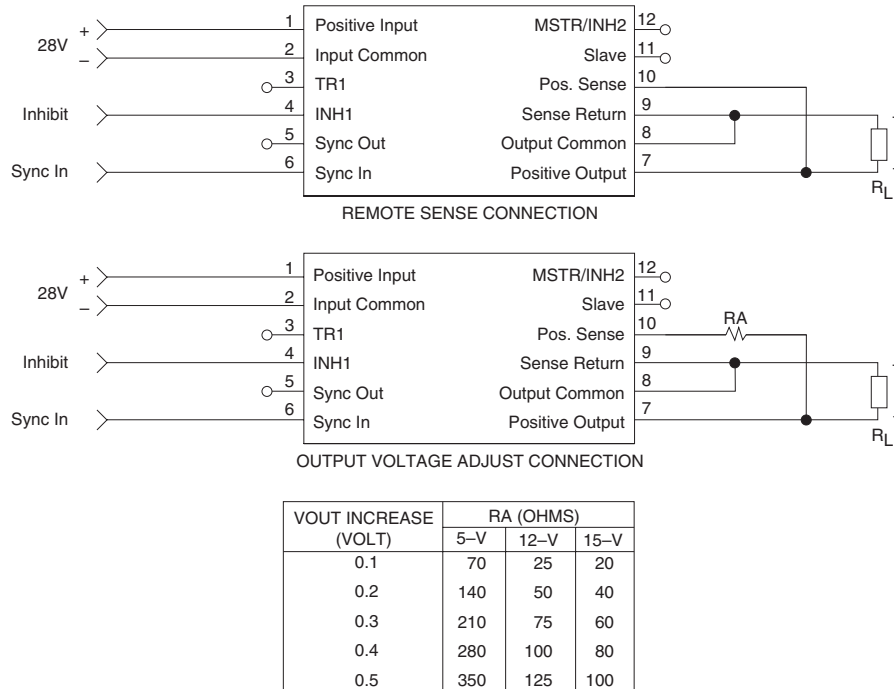 28V + 1 Positive Input MSTR/INH2 12
– 2 Input Common Slave 11
3 TR1 Pos. Sense 10
Inhibit 4 INH1 Sense Return 9
5 Sync Out Output Common 8
Sync In 6 Sync In Positive Output 7
RL
REMOTE SENSE CONNECTION
28V + 1 Positive Input MSTR/INH2 12
– 2 Input Common Slave 11
3 TR1 Pos. Sense 10 RA
Inhibit 4 INH1 Sense Return 9
5 Sync Out Output Common 8
Sync In 6 Sync In Positive Output 7
RL
OUTPUT VOLTAGE ADJUST CONNECTION
VOUT INCREASE RA (OHMS)
(VOLT) 5–V 12–V 15–V
0.1 70 25 20
0.2 140 50 40
0.3 210 75 60
0.4 280 100 80
0.5 350 125 100